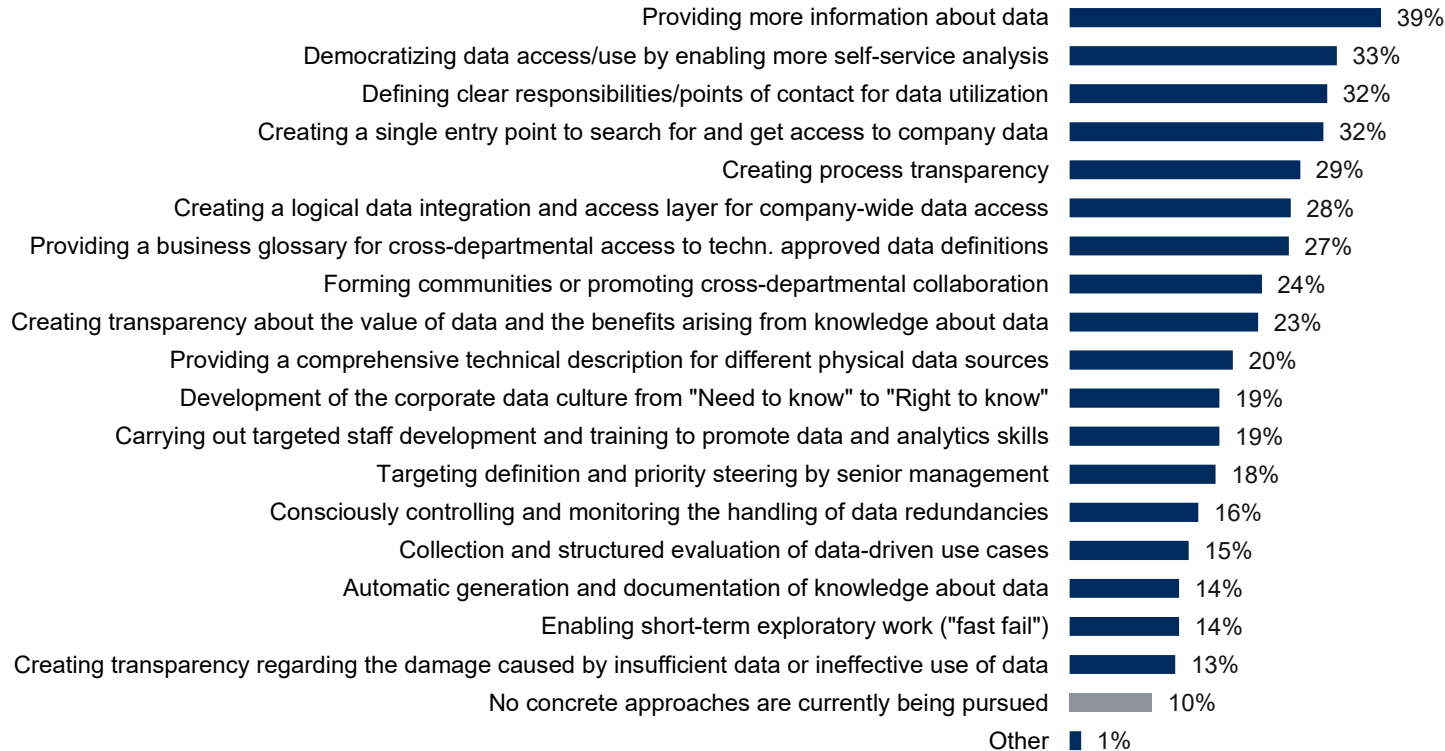 Providing more information about data 39%
Democratizing data access/use by enabling more self-service analysis 33%
Defining clear responsibilities/points of contact for data utilization 32%
Creating a single entry point to search for and get access to company data 32%
Creating process transparency 29%
Creating a logical data integration and access layer for company-wide data access 28%
Providing a business glossary for cross-departmental access to techn. approved data definitions 27%
Forming communities or promoting cross-departmental collaboration 24%
Creating transparency about the value of data and the benefits arising from knowledge about data 23%
Providing a comprehensive technical description for different physical data sources 20%
Development of the corporate data culture from "Need to know" to "Right to know" 19%
Carrying out targeted staff development and training to promote data and analytics skills 19%
Targeting definition and priority steering by senior management 18%
Consciously controlling and monitoring the handling of data redundancies 16%
Collection and structured evaluation of data-driven use cases 15%
Automatic generation and documentation of knowledge about data 14%
Enabling short-term exploratory work ("fast fail") 14%
Creating transparency regarding the damage caused by insufficient data or ineffective use of data 13%
No concrete approaches are currently being pursued 10%
Other 1%